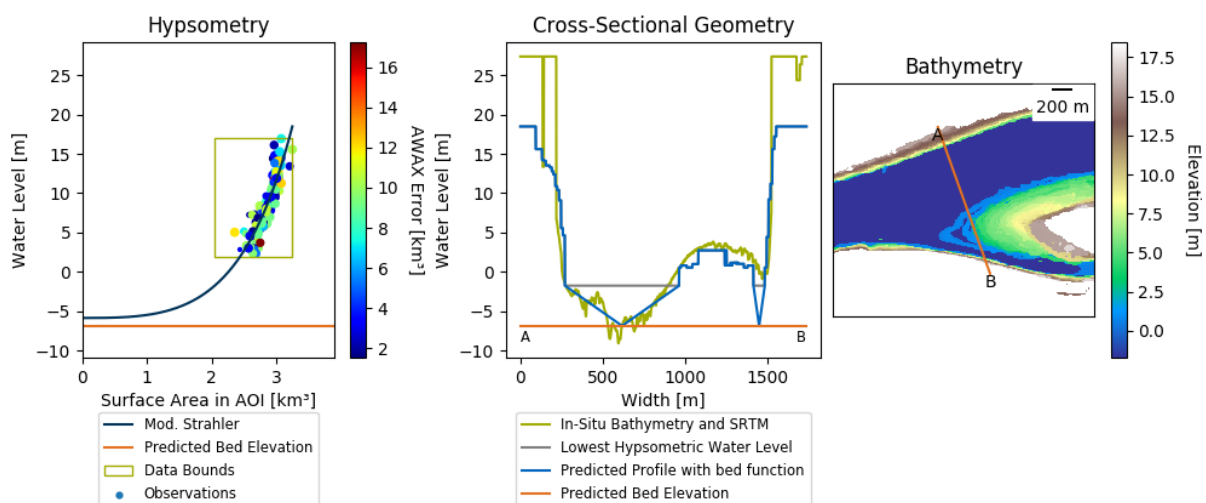 Hypsometry
Water Level [m]
25
20
15
10
5
0
−5
−10
0
1
2
3
Surface Area in AOI [km³]
Mod. Strahler
Predicted Bed Elevation
Data Bounds
Observations
16
14
12
10
8
6
4
2
AWAX Error [km³]
Cross-Sectional Geometry
Water Level [m]
25
20
15
10
5
0
−5
−10
A
B
0
500
1000
1500
Width [m]
In-Situ Bathymetry and SRTM
Lowest Hypsometric Water Level
Predicted Profile with bed function
Predicted Bed Elevation
Bathymetry
200 m
A
B
17.5
15.0
12.5
10.0
7.5
5.0
2.5
0.0
Elevation [m]